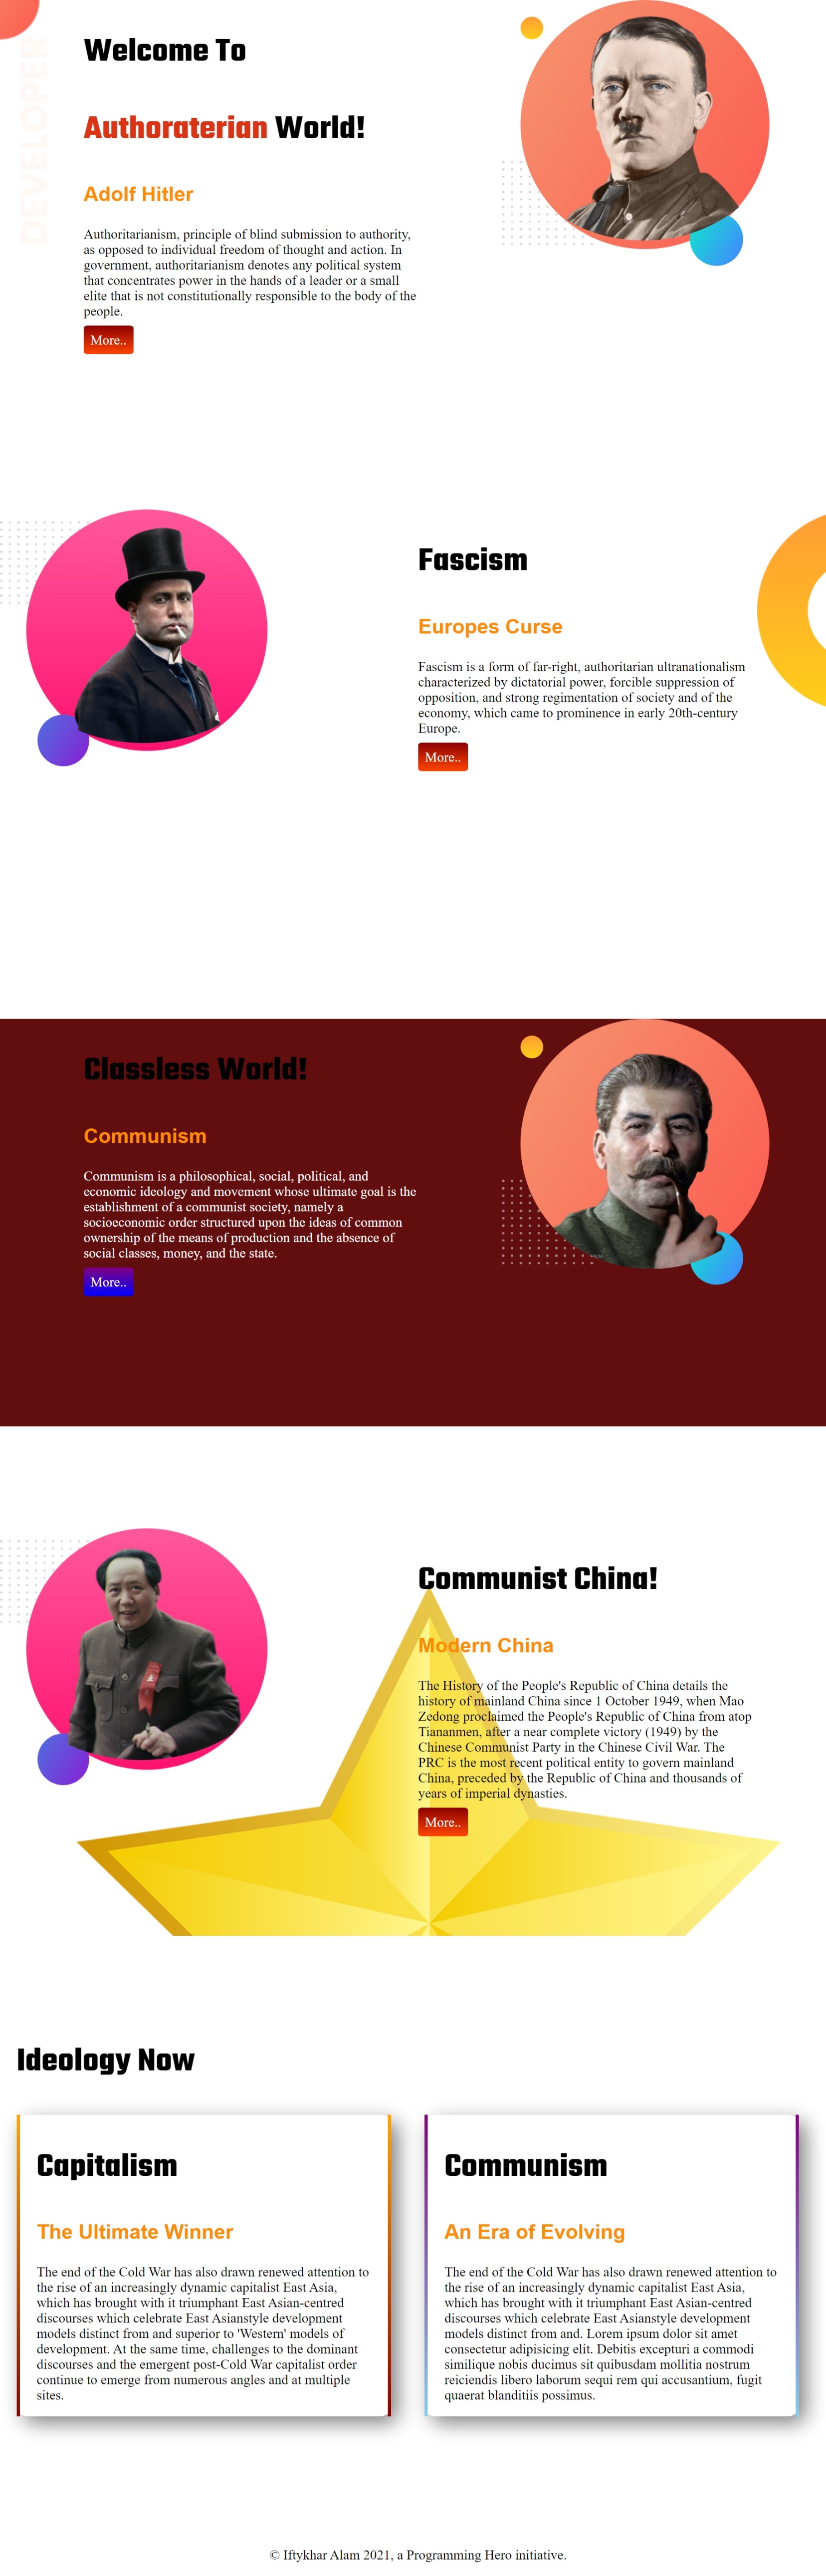 DEVELOPER
Welcome To
Authoraterian World!
Adolf Hitler
Authoritarianism, principle of blind submission to authority,
as opposed to individual freedom of thought and action. In
government, authoritarianism denotes any political system
that concentrates power in the hands of a leader or a small
elite that is not constitutionally responsible to the body of the
people.
More..
Fascism
Europes Curse
Fascism is a form of far-right, authoritarian ultranationalism
characterized by dictatorial power, forcible suppression of
opposition, and strong regimentation of society and of the
economy, which came to prominence in early 20th-century
Europe.
More..
Classless World!
Communism
Communism is a philosophical, social, political, and
economic ideology and movement whose ultimate goal is the
establishment of a communist society, namely a
socioeconomic order structured upon the ideas of common
ownership of the means of production and the absence of
social classes, money, and the state.
More..
Communist China!
Modern China
The History of the People's Republic of China details the
history of mainland China since 1 October 1949, when Mao
Zedong proclaimed the People's Republic of China from atop
Tiananmen, after a near complete victory (1949) by the
Chinese Communist Party in the Chinese Civil War. The
PRC is the most recent political entity to govern mainland
China, preceded by the Republic of China and thousands of
years of imperial dynasties.
More..
Ideology Now
Capitalism
The Ultimate Winner
The end of the Cold War has also drawn renewed attention to
the rise of an increasingly dynamic capitalist East Asia,
which has brought with it triumphant East Asian-centred
discourses which celebrate East Asianstyle development
models distinct from and superior to 'Western' models of
development. At the same time, challenges to the dominant
discourses and the emergent post-Cold War capitalist order
continue to emerge from numerous angles and at multiple
sites.
Communism
An Era of Evolving
The end of the Cold War has also drawn renewed attention to
the rise of an increasingly dynamic capitalist East Asia,
which has brought with it triumphant East Asian-centred
discourses which celebrate East Asianstyle development
models distinct from and. Lorem ipsum dolor sit amet
consectetur adipisicing elit. Debitis excepturi a commodi
similique nobis ducimus sit quibusdam mollitia nostrum
reiciendis libero laborum sequi rem qui accusantium, fugit
quaerat blanditiis possimus.
© Iftykhar Alam 2021, a Programming Hero initiative.